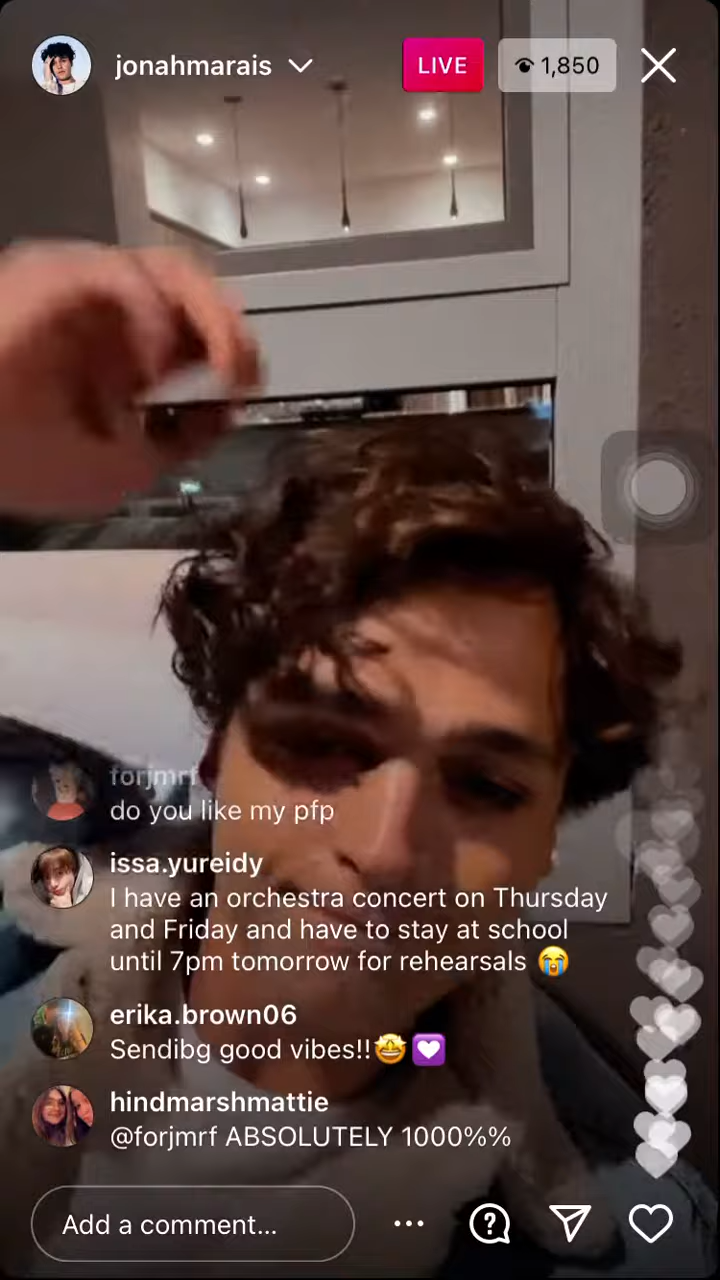 jonahmarais
LIVE
1,850
forjmrf
do you like my pfp
issa.yureidy
I have an orchestra concert on Thursday
and Friday and have to stay at school
until 7pm tomorrow for rehearsals 😭
erika.brown06
Sendibg good vibes!!🤩💟
hindmarshmattie
@forjmrf ABSOLUTELY 1000%%
Add a comment...